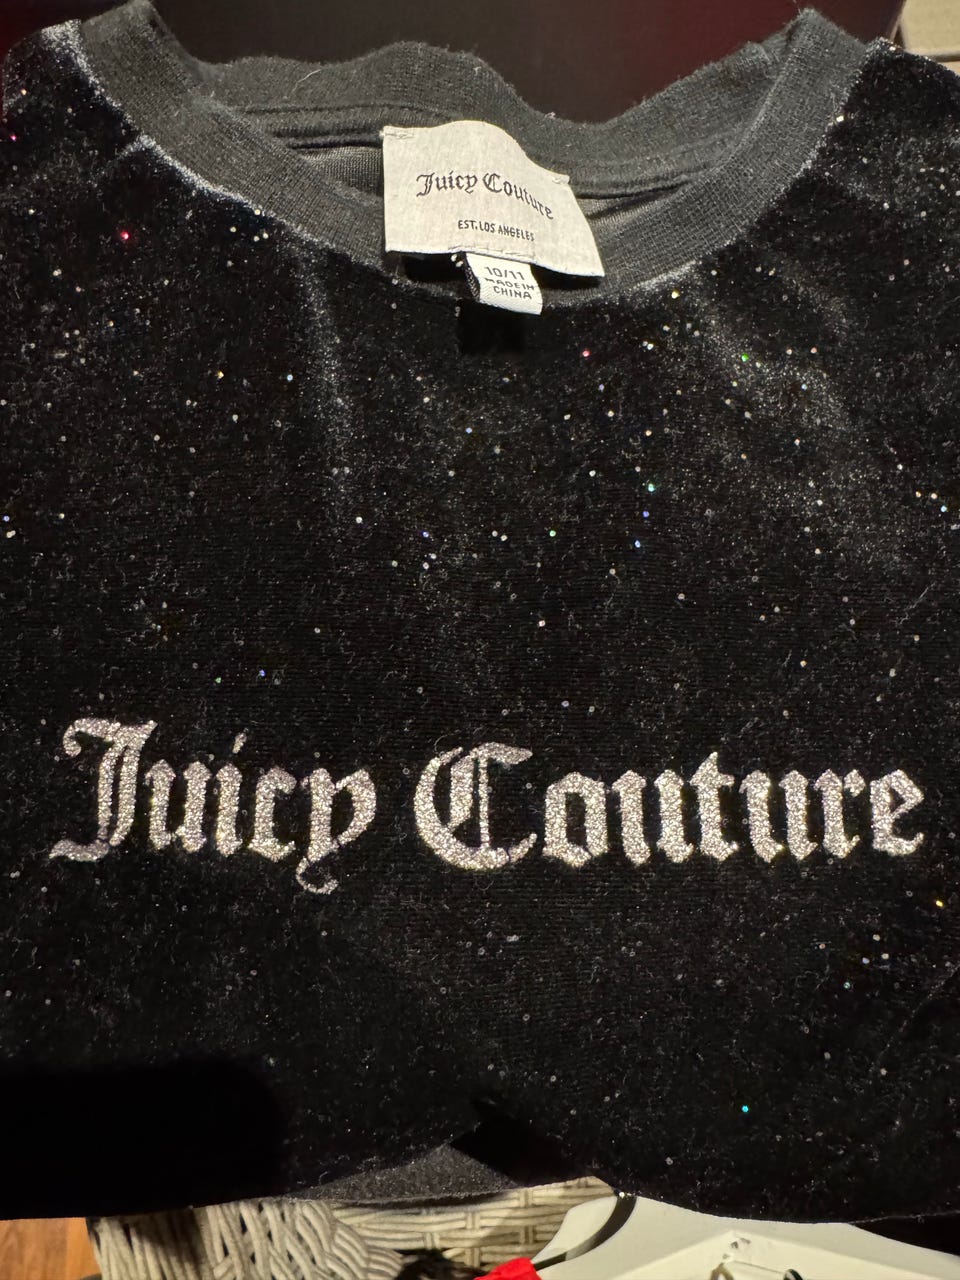 Juicy Couture
EST. LOS ANGELES
10/11
MADE IN
CHINA
Juicy Couture